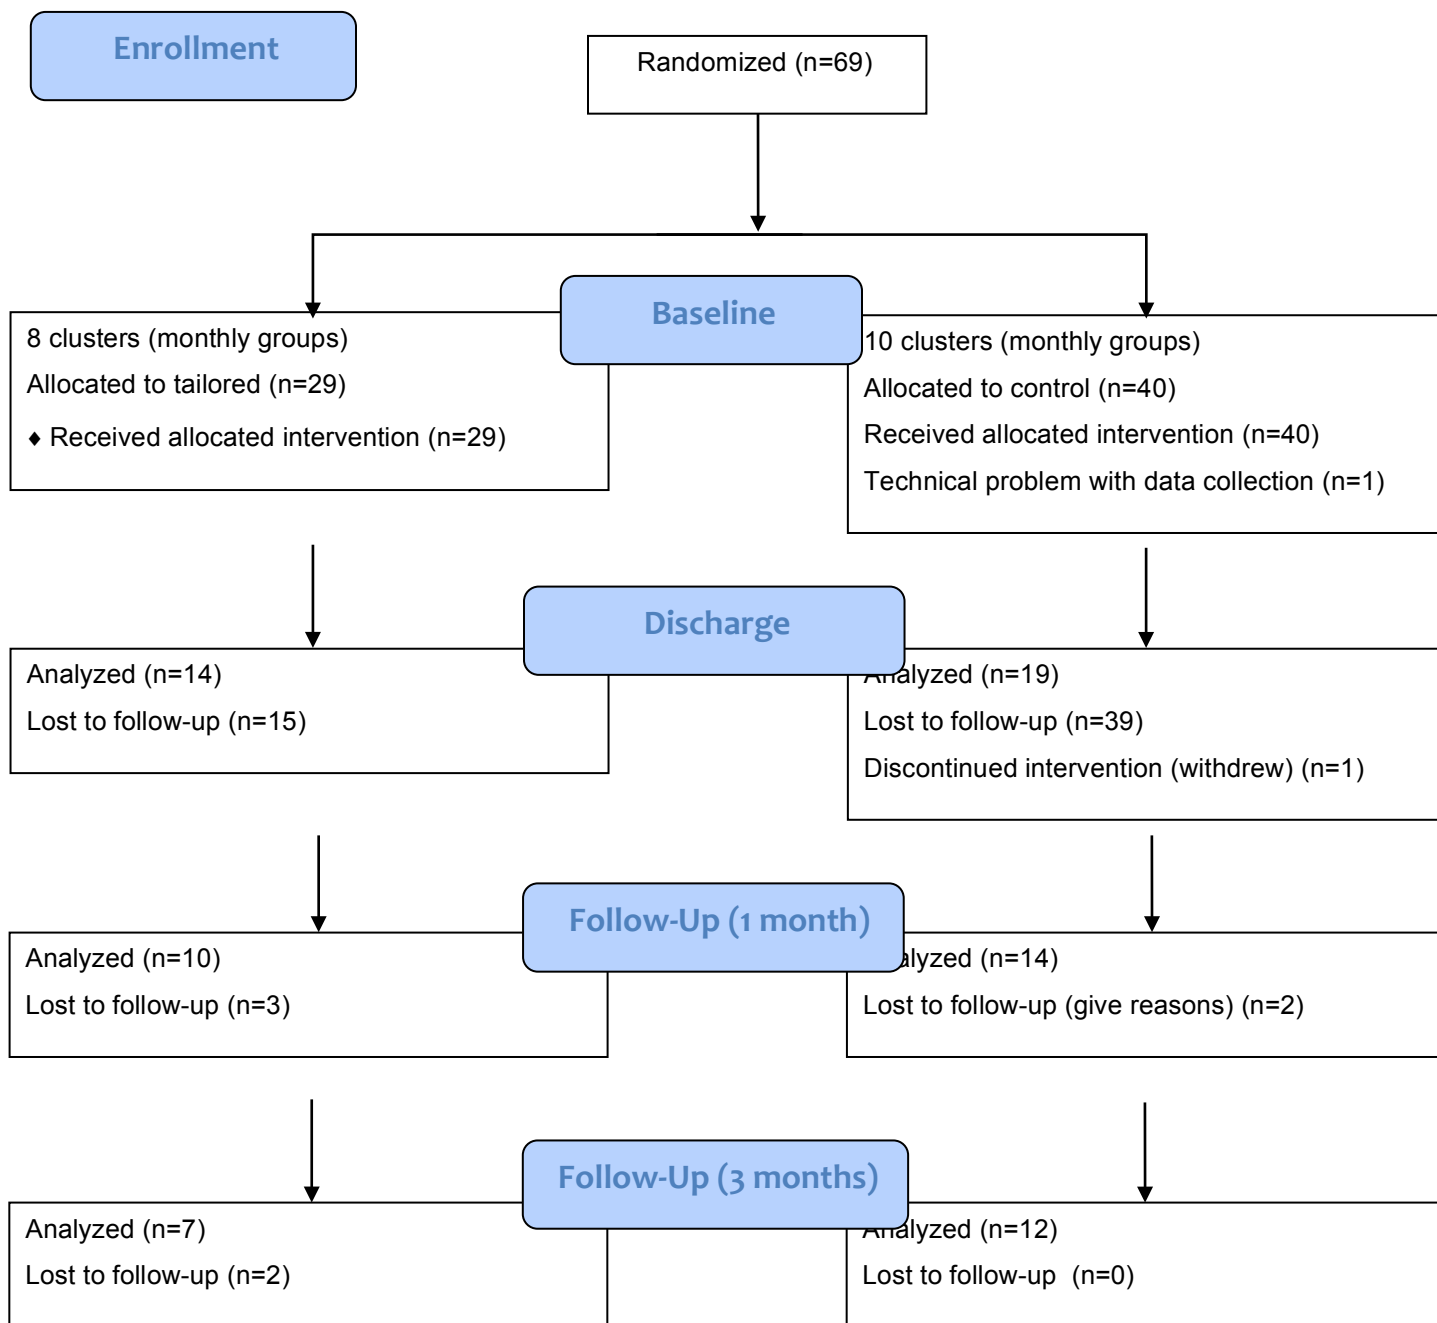 Enrollment
Randomized (n=69)
Baseline
8 clusters (monthly groups)
Allocated to tailored (n=29)
♦ Received allocated intervention (n=29)
10 clusters (monthly groups)
Allocated to control (n=40)
Received allocated intervention (n=40)
Technical problem with data collection (n=1)
Discharge
Analyzed (n=14)
Lost to follow-up (n=15)
Analyzed (n=19)
Lost to follow-up (n=39)
Discontinued intervention (withdrew) (n=1)
Follow-Up (1 month)
Analyzed (n=10)
Lost to follow-up (n=3)
Analyzed (n=14)
Lost to follow-up (give reasons) (n=2)
Follow-Up (3 months)
Analyzed (n=7)
Lost to follow-up (n=2)
Analyzed (n=12)
Lost to follow-up (n=0)